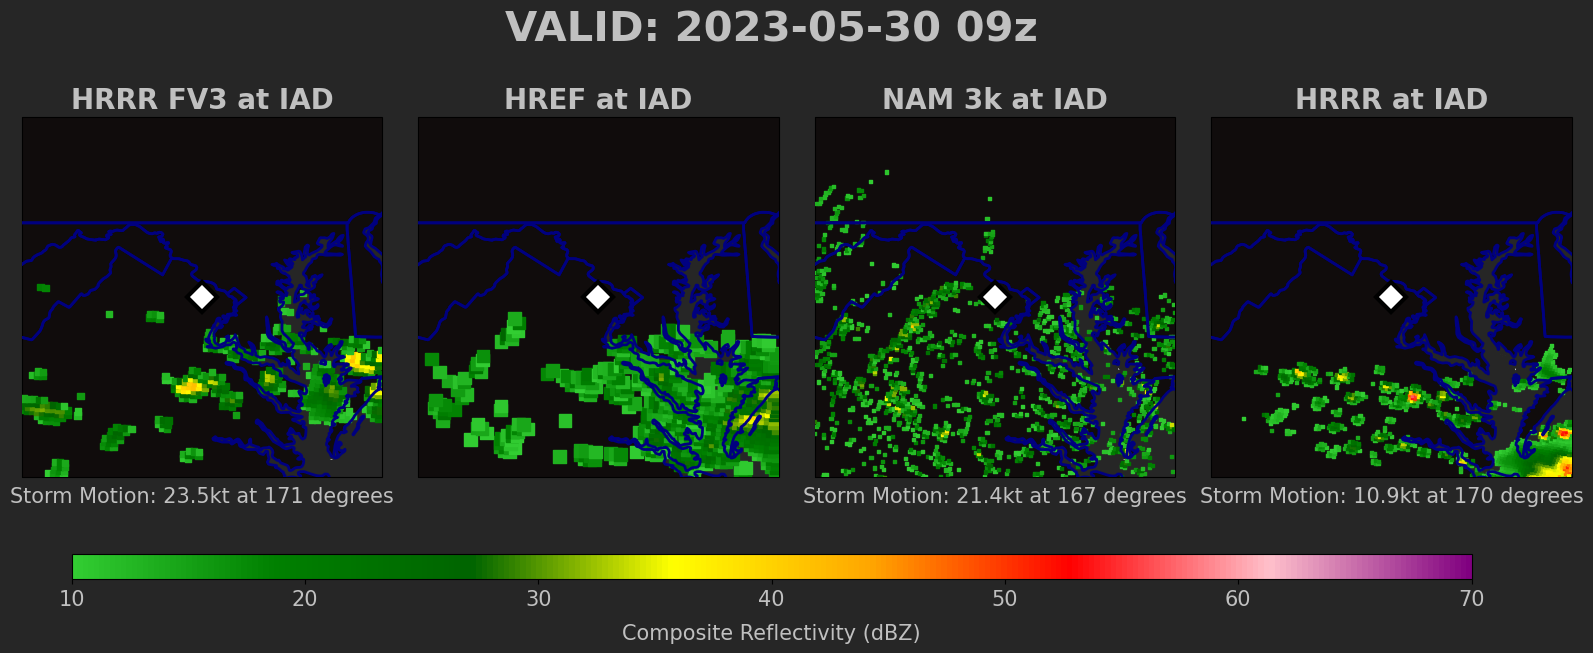 VALID: 2023-05-30 09z
HRRR FV3 at IAD
HREF at IAD
NAM 3k at IAD
HRRR at IAD
Storm Motion: 23.5kt at 171 degrees
Storm Motion: 21.4kt at 167 degrees
Storm Motion: 10.9kt at 170 degrees
10 20 30 40 50 60 70
Composite Reflectivity (dBZ)